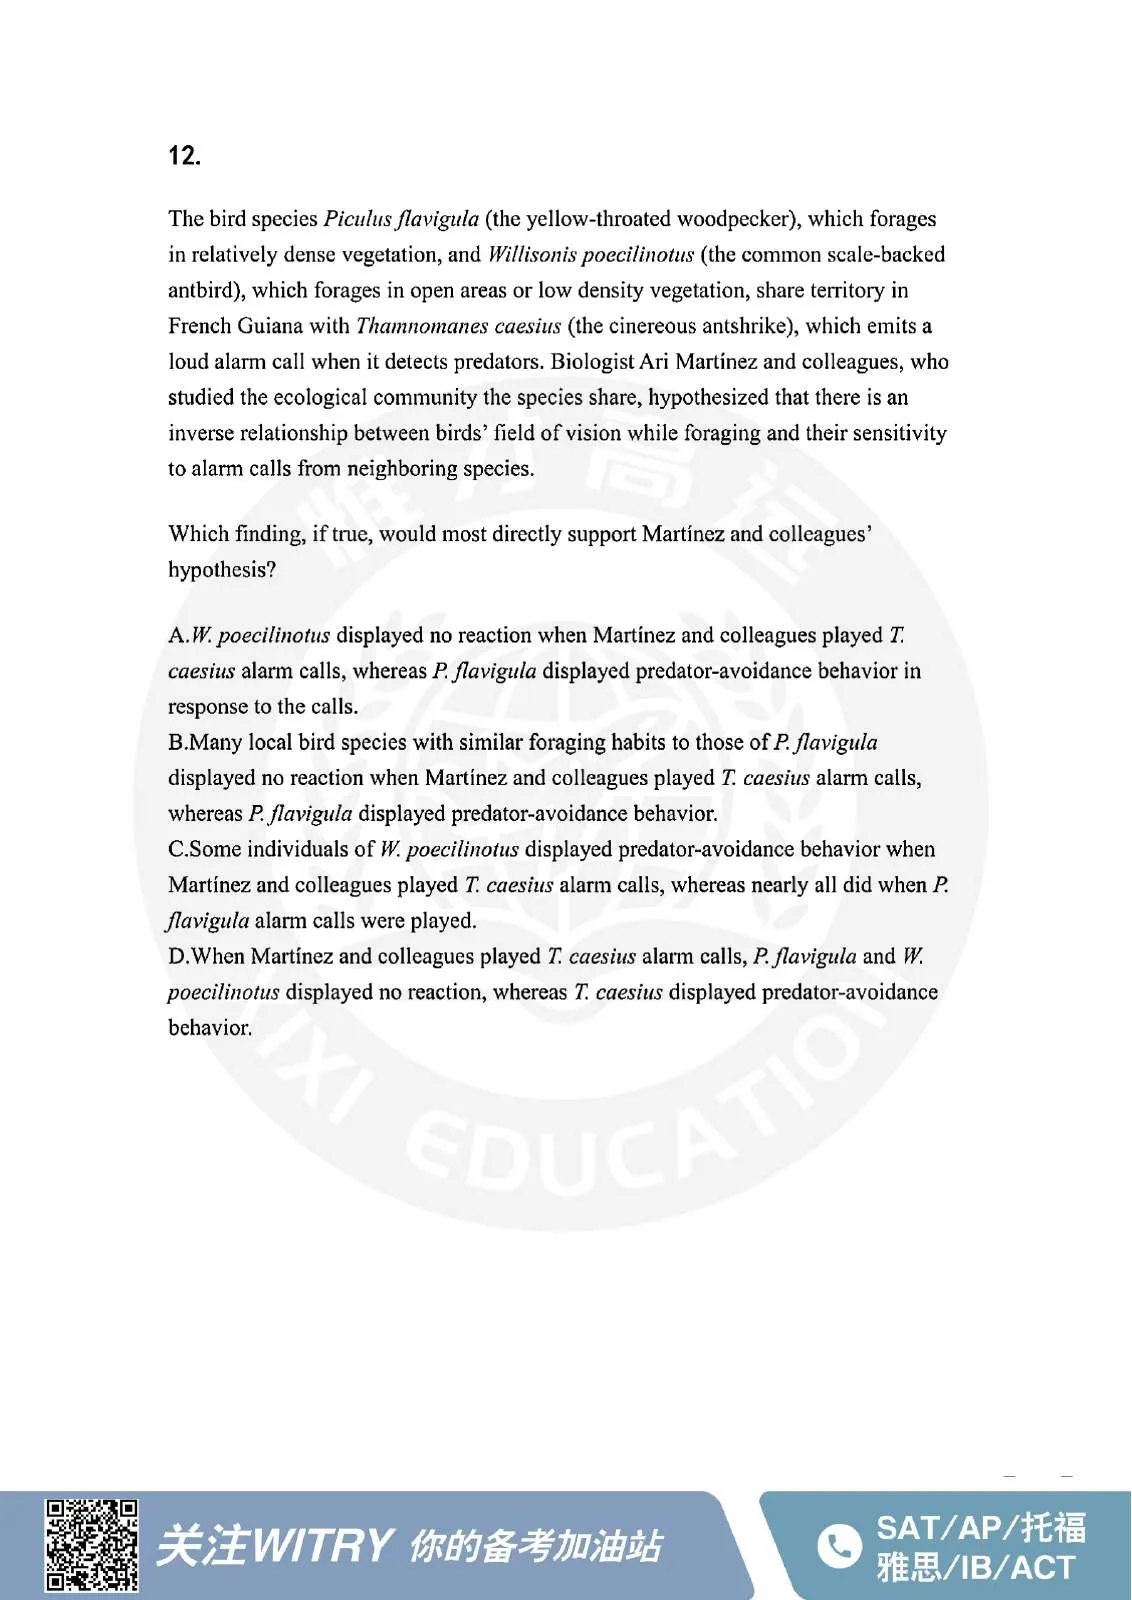 12.
The bird species Piculus flavigula (the yellow-throated woodpecker), which forages
in relatively dense vegetation, and Willisonis poecilinotus (the common scale-backed
antbird), which forages in open areas or low density vegetation, share territory in
French Guiana with Thamnomanes caesius (the cinereous antshrike), which emits a
loud alarm call when it detects predators. Biologist Ari Martínez and colleagues, who
studied the ecological community the species share, hypothesized that there is an
inverse relationship between birds’ field of vision while foraging and their sensitivity
to alarm calls from neighboring species.
Which finding, if true, would most directly support Martínez and colleagues’
hypothesis?
A.W. poecilinotus displayed no reaction when Martínez and colleagues played T.
caesius alarm calls, whereas P. flavigula displayed predator-avoidance behavior in
response to the calls.
B.Many local bird species with similar foraging habits to those of P. flavigula
displayed no reaction when Martínez and colleagues played T. caesius alarm calls,
whereas P. flavigula displayed predator-avoidance behavior.
C.Some individuals of W. poecilinotus displayed predator-avoidance behavior when
Martínez and colleagues played T. caesius alarm calls, whereas nearly all did when P.
flavigula alarm calls were played.
D.When Martínez and colleagues played T. caesius alarm calls, P. flavigula and W.
poecilinotus displayed no reaction, whereas T. caesius displayed predator-avoidance
behavior.
惟才高远
IXI EDUCATION
关注WITRY 你的备考加油站
SAT/AP/托福
雅思/IB/ACT